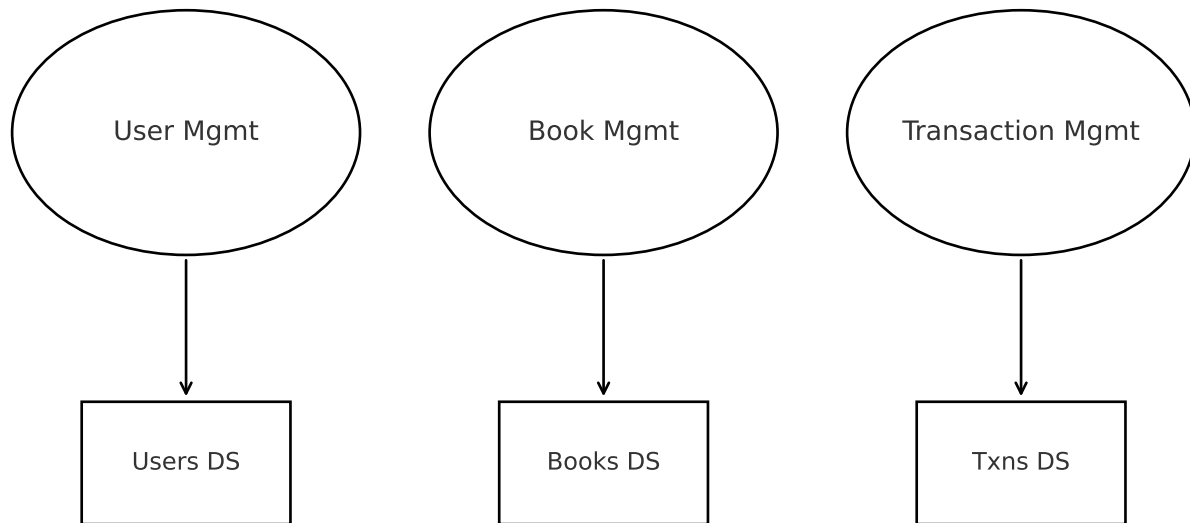 User Mgmt
Book Mgmt
Transaction Mgmt
Users DS
Books DS
Txns DS